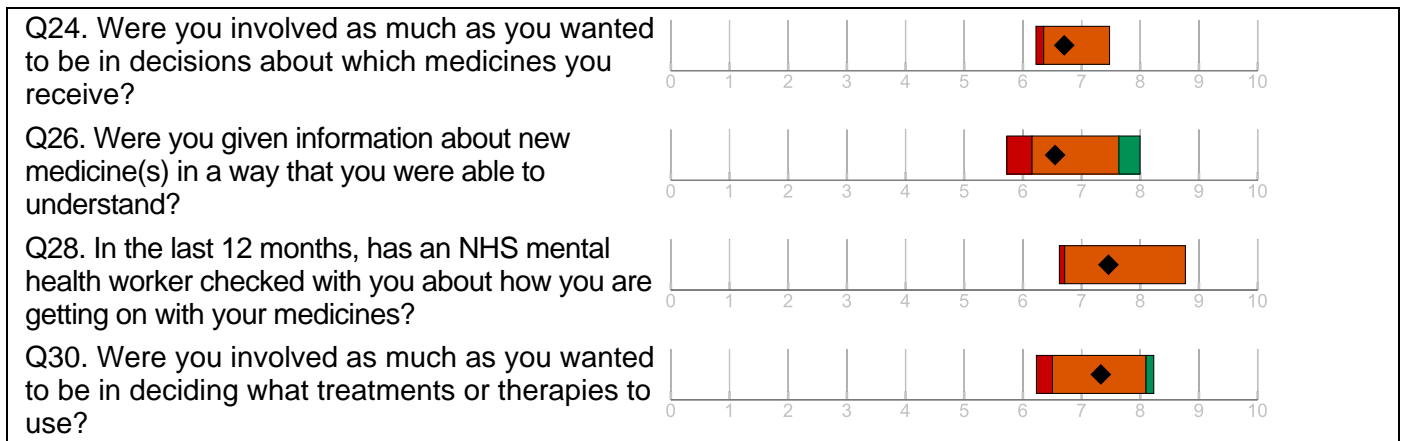 Q24. Were you involved as much as you wanted
to be in decisions about which medicines you
receive?
0 1 2 3 4 5 6 7 8 9 10
Q26. Were you given information about new
medicine(s) in a way that you were able to
understand?
0 1 2 3 4 5 6 7 8 9 10
Q28. In the last 12 months, has an NHS mental
health worker checked with you about how you are
getting on with your medicines?
0 1 2 3 4 5 6 7 8 9 10
Q30. Were you involved as much as you wanted
to be in deciding what treatments or therapies to
use?
0 1 2 3 4 5 6 7 8 9 10